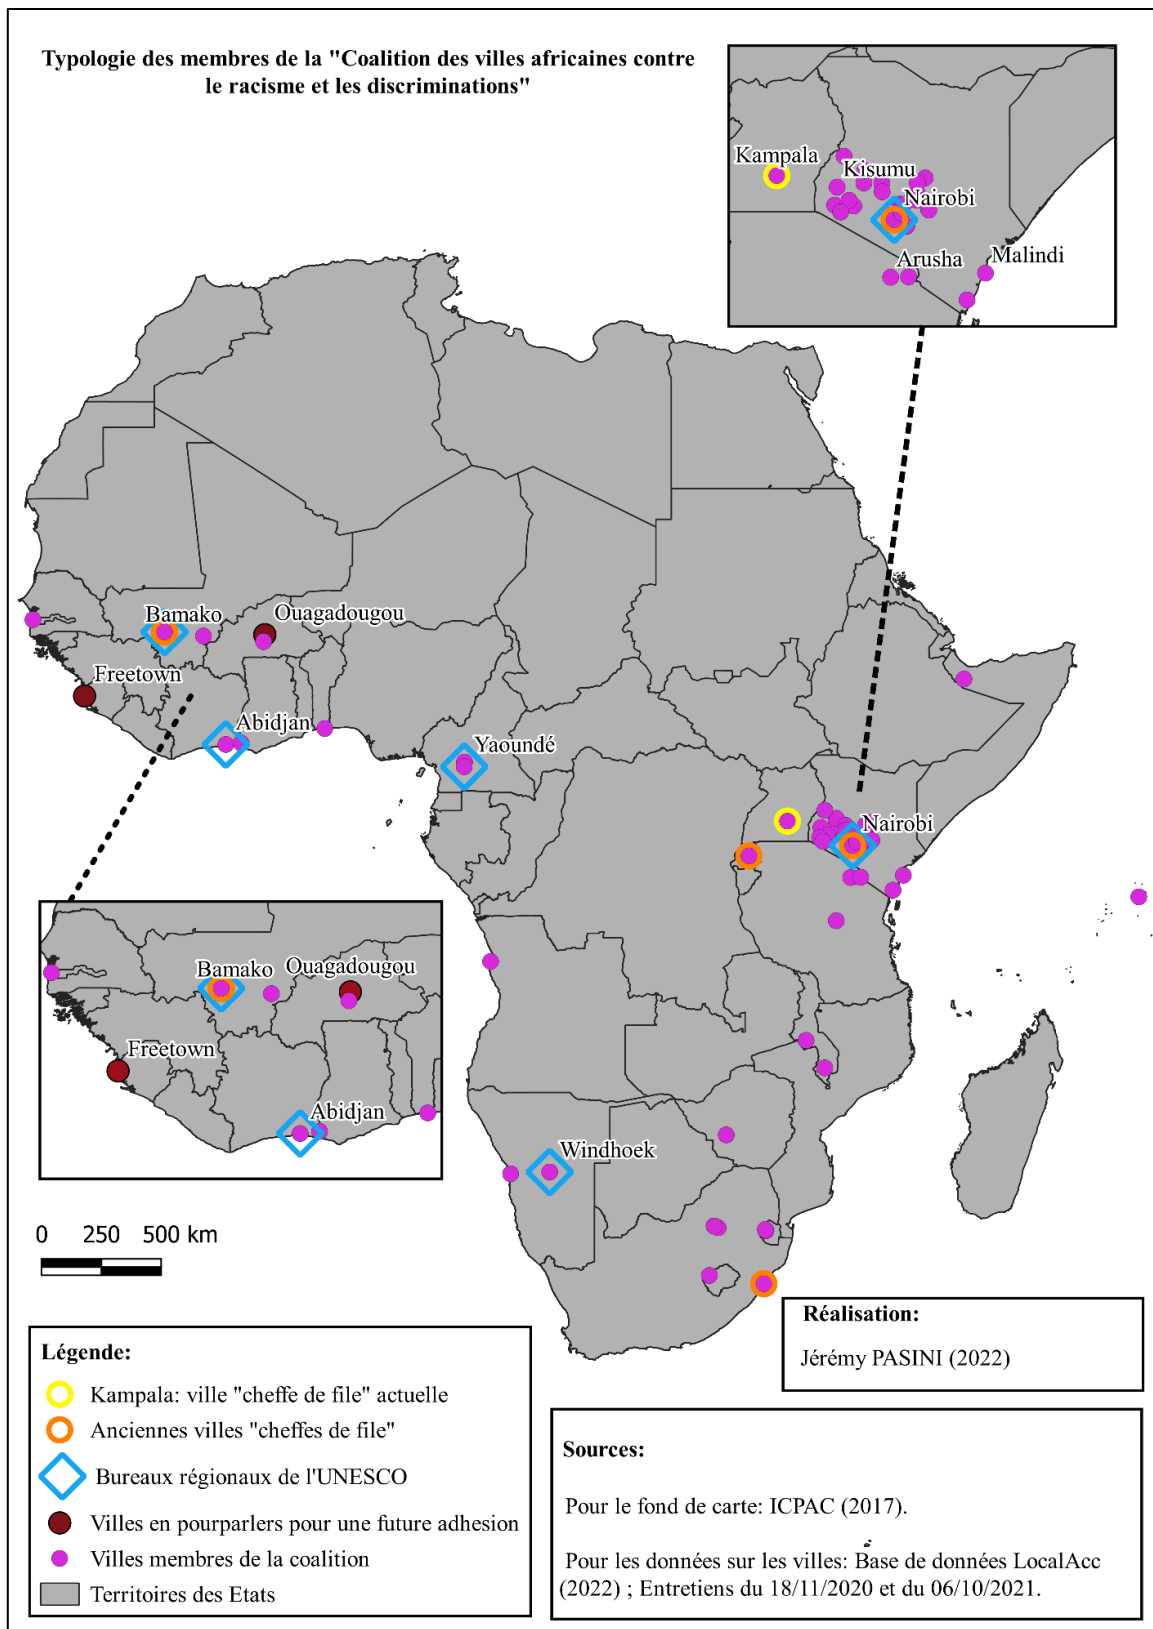 Typologie des membres de la "Coalition des villes africaines contre
le racisme et les discriminations"
Kampala
Kisumu
Nairobi
Arusha
Malindi
Bamako
Ouagadougou
Freetown
Abidjan
Yaoundé
Nairobi
Bamako
Ouagadougou
Freetown
Abidjan
Windhoek
0 250 500 km
Réalisation:
Jérémy PASINI (2022)
Légende:
Kampala: ville "cheffe de file" actuelle
Anciennes villes "cheffes de file"
Bureaux régionaux de l'UNESCO
Villes en pourparlers pour une future adhesion
Villes membres de la coalition
Territoires des Etats
Sources:
Pour le fond de carte: ICPAC (2017).
Pour les données sur les villes: Base de données LocalAcc
(2022) ; Entretiens du 18/11/2020 et du 06/10/2021.